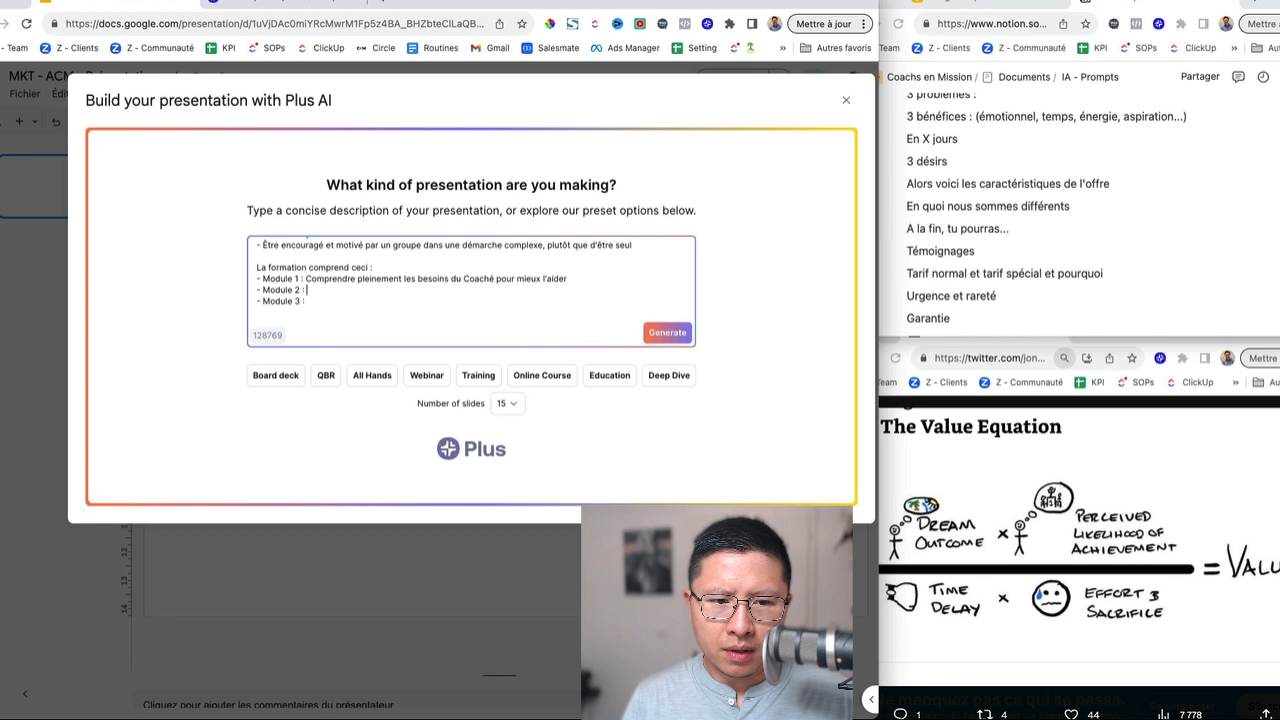 https://docs.google.com/presentation/d/1uVjDAc0miYRcMwrM1Fp5z4BA_BHZbteClLaQB...
Mettre à jour
- Team
Z - Clients
Z - Communauté
KPI
SOPs
ClickUp
Circle
Routines
Gmail
Salesmate
Ads Manager
Setting
»
Autres favoris
Fichier
Build your presentation with Plus AI
What kind of presentation are you making?
Type a concise description of your presentation, or explore our preset options below.
- Être encouragé et motivé par un groupe dans une démarche complexe, plutôt que d'être seul
La formation comprend ceci :
- Module 1 : Comprendre pleinement les besoins du Coaché pour mieux l'aider
- Module 2 :
- Module 3 :
128769
Generate
Board deck
QBR
All Hands
Webinar
Training
Online Course
Education
Deep Dive
Number of slides 15
Plus
12
13
14
Cliquez pour ajouter les commentaires du présentateur
https://www.notion.so...
Mettre
Team
Z - Clients
Z - Communauté
KPI
SOPs
ClickUp
»
Coachs en Mission / Documents / IA - Prompts
Partager
3 problèmes :
3 bénéfices : (émotionnel, temps, énergie, aspiration...)
En X jours
3 désirs
Alors voici les caractéristiques de l'offre
En quoi nous sommes différents
A la fin, tu pourras...
Témoignages
Tarif normal et tarif spécial et pourquoi
Urgence et rareté
Garantie
https://twitter.com/jon...
Mettre
Z - Clients
Z - Communauté
KPI
SOPs
ClickUp
»
The Value Equation
DREAM OUTCOME
x
PERCEIVED LIKELIHOOD OF ACHIEVEMENT
TIME DELAY
x
EFFORT & SACRIFICE
= VALU
manquez pas ce qui se passe
1
4
44
7 778